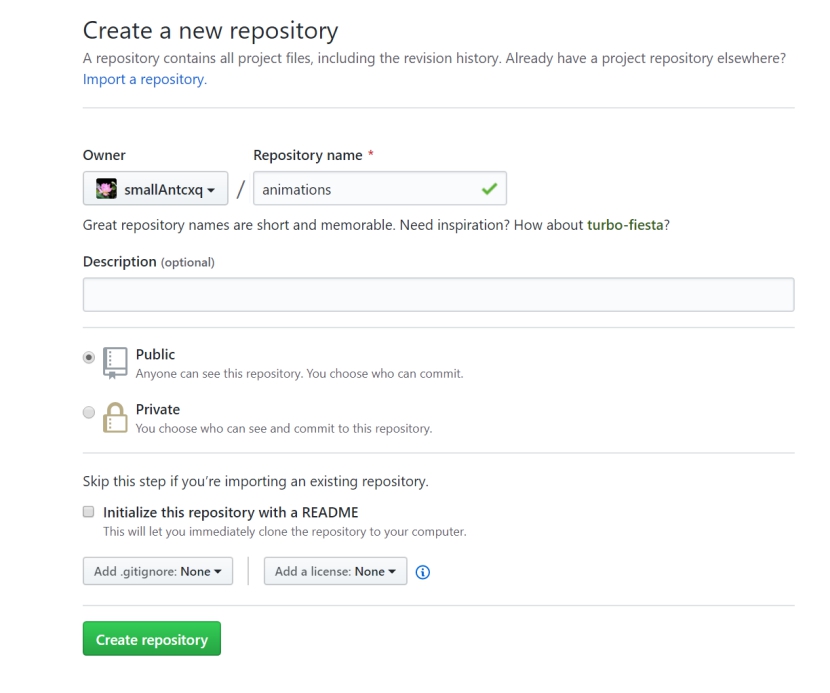 Create a new repository
A repository contains all project files, including the revision history. Already have a project repository elsewhere?
Import a repository.
Owner
Repository name *
smallAntcxq / animations
Great repository names are short and memorable. Need inspiration? How about turbo-fiesta?
Description (optional)
Public
Anyone can see this repository. You choose who can commit.
Private
You choose who can see and commit to this repository.
Skip this step if you’re importing an existing repository.
Initialize this repository with a README
This will let you immediately clone the repository to your computer.
Add .gitignore: None
Add a license: None
Create repository